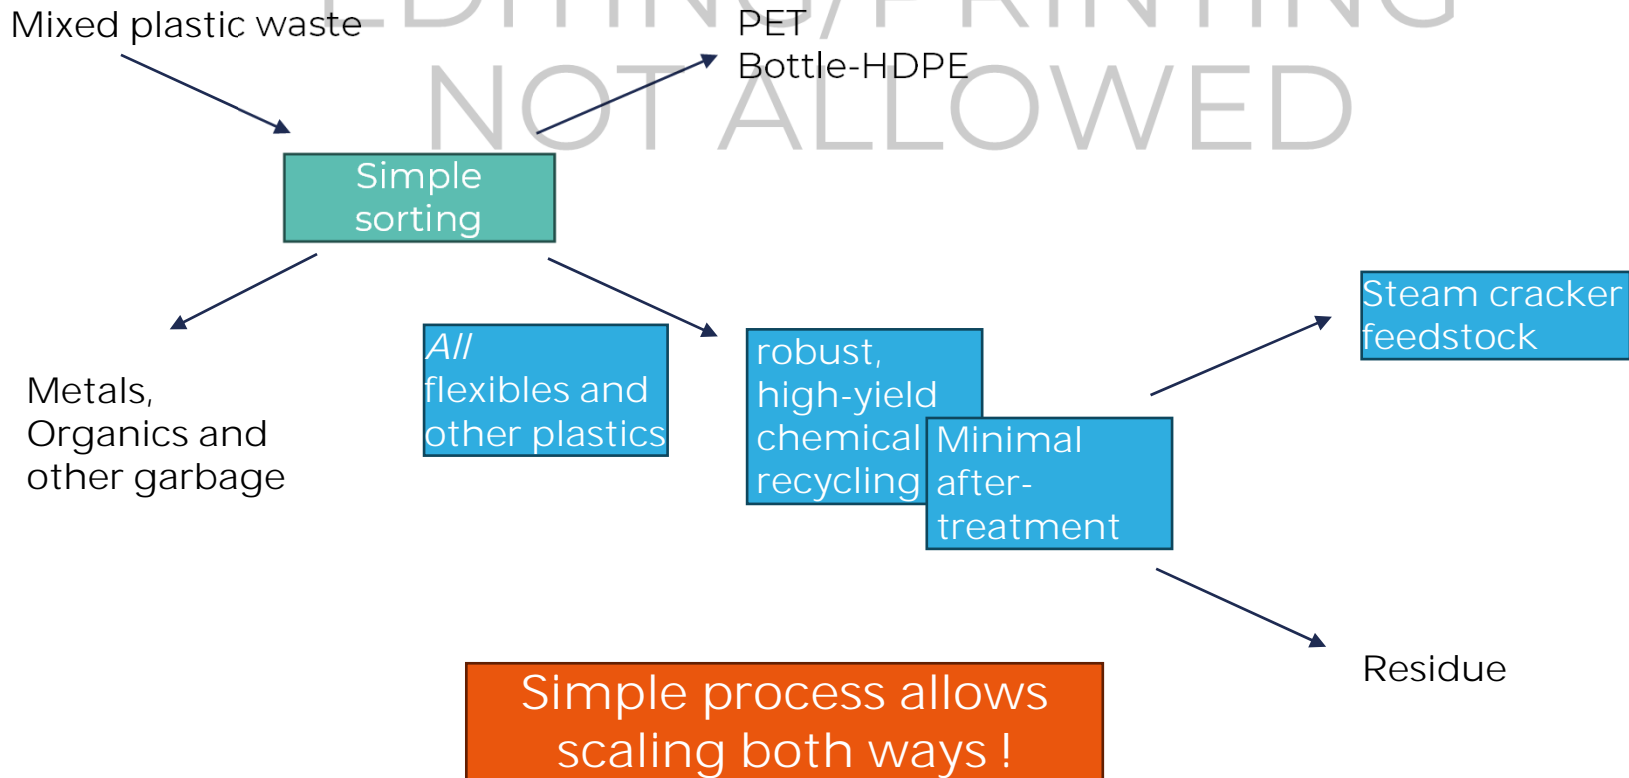 EDITING/PRINTING
NOT ALLOWED
Mixed plastic waste
PET
Bottle-HDPE
Simple
sorting
Metals,
Organics and
other garbage
All
flexibles and
other plastics
robust,
high-yield
chemical
recycling
Minimal
after-
treatment
Steam cracker
feedstock
Residue
Simple process allows
scaling both ways !